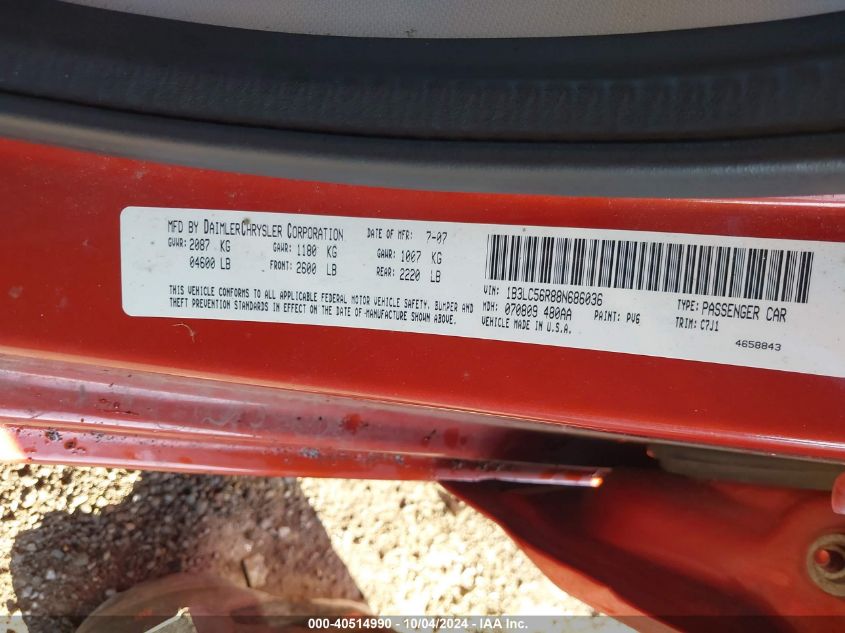 MFD BY DAIMLERCHRYSLER CORPORATION DATE OF MFR: 7-07
GVWR: 2087 KG GAWR: 1180 KG GAWR: 1007 KG
04600 LB FRONT: 2600 LB REAR: 2220 LB
THIS VEHICLE CONFORMS TO ALL APPLICABLE FEDERAL MOTOR VEHICLE SAFETY, BUMPER AND
THEFT PREVENTION STANDARDS IN EFFECT ON THE DATE OF MANUFACTURE SHOWN ABOVE.
VIN: 1B3LC56R88N686036 TYPE: PASSENGER CAR
MDH: 070809 480AA PAINT: PV6 TRIM: C7J1
VEHICLE MADE IN U.S.A. 4658843
000-40514990 - 10/04/2024 - IAA Inc.